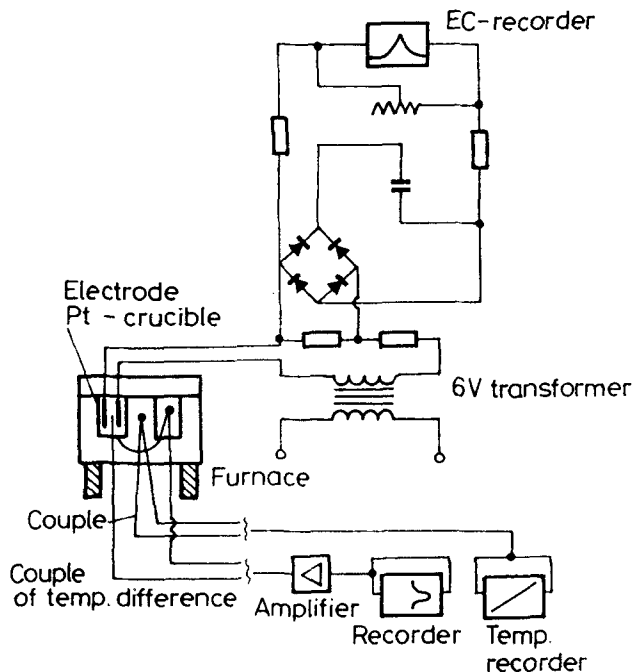 EC-recorder
Electrode
Pt - crucible
6V transformer
Furnace
Couple
Couple
of temp. difference
Amplifier
Recorder
Temp.
recorder